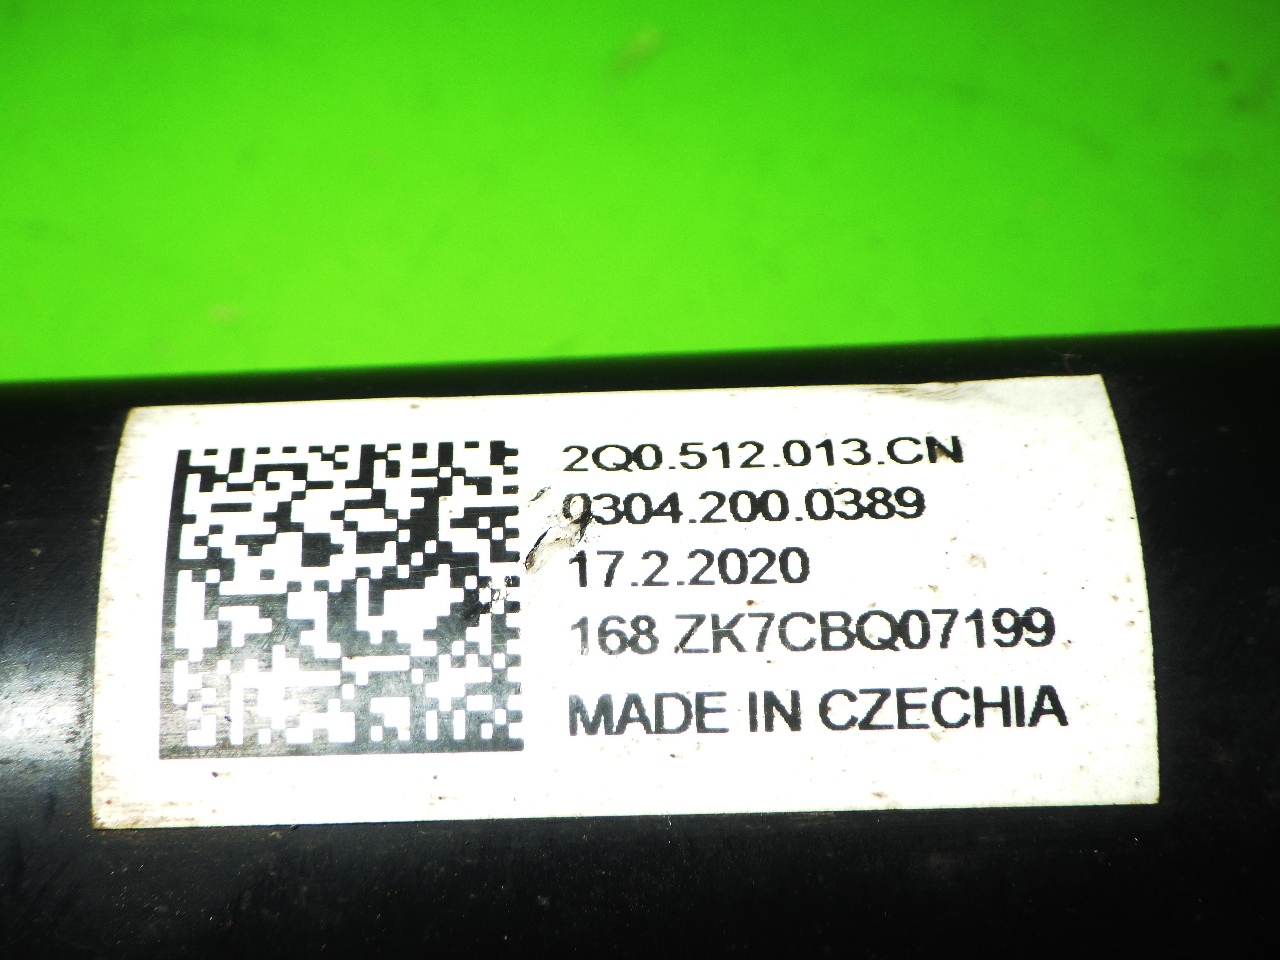 2Q0.512.013.CN
0304.200.0389
17.2.2020
168 ZK7CBQ07199
MADE IN CZECHIA